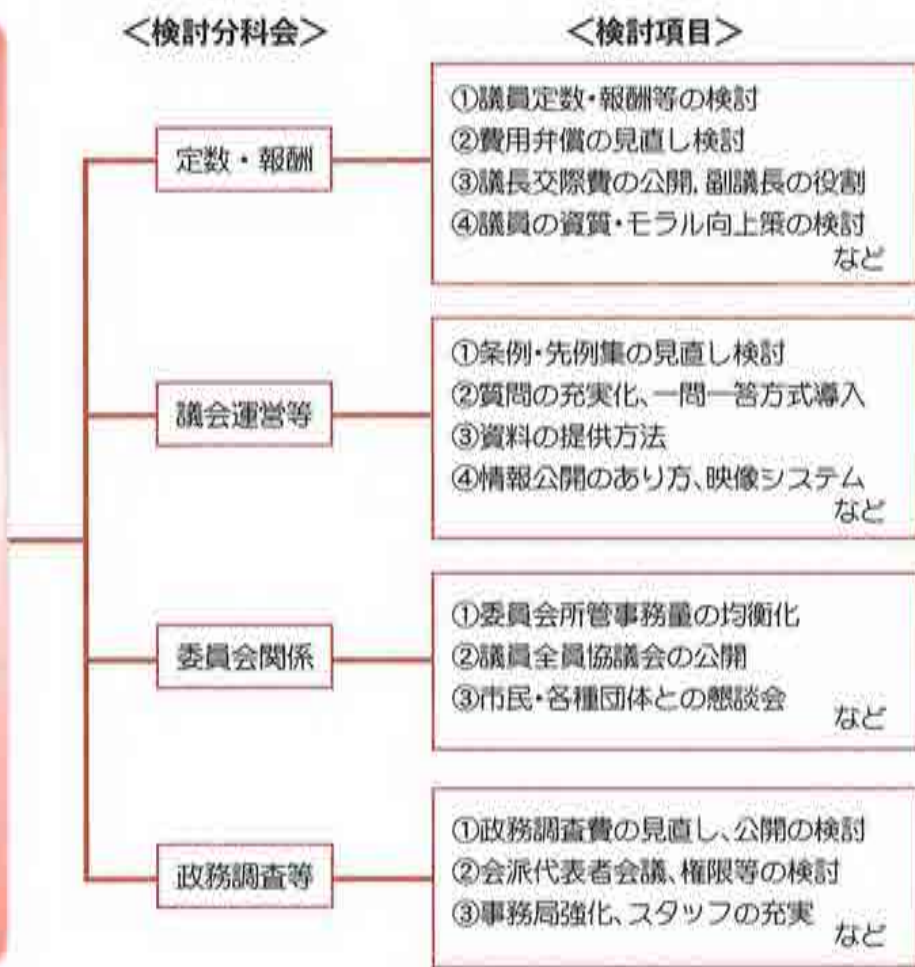 ＜検討分科会＞
＜検討項目＞
定数・報酬
①議員定数・報酬等の検討
②費用弁償の見直し検討
③議長交際費の公開、副議長の役割
④議員の資質・モラル向上策の検討
など
議会運営等
①条例・先例集の見直し検討
②質問の充実化、一問一答方式導入
③資料の提供方法
④情報公開のあり方、映像システム
など
委員会関係
①委員会所管事務量の均衡化
②議員全員協議会の公開
③市民・各種団体との懇談会
など
政務調査等
①政務調査費の見直し、公開の検討
②会派代表者会議、権限等の検討
③事務局強化、スタッフの充実
など